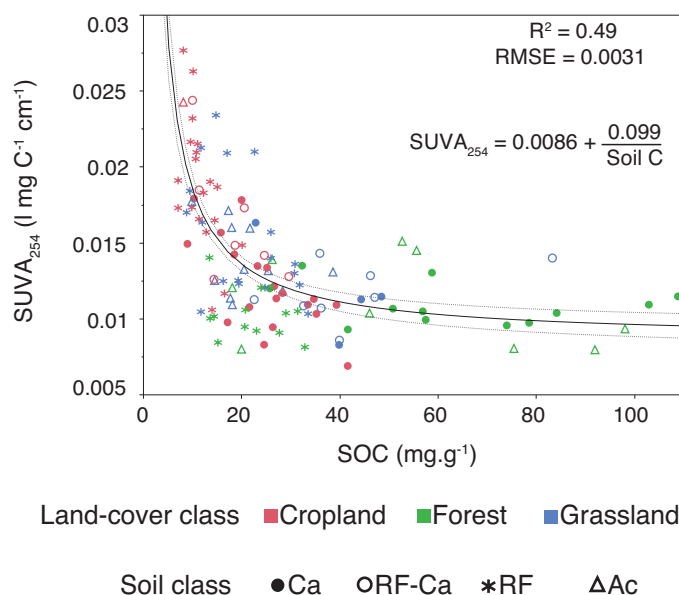 R² = 0.49
RMSE = 0.0031
SUVA₂₅₄ = 0.0086 + 0.099 / Soil C
SUVA₂₅₄ (l mg C⁻¹ cm⁻¹)
0.03
0.025
0.02
0.015
0.01
0.005
0 20 40 60 80 100
SOC (mg.g⁻¹)
Land-cover class Cropland Forest Grassland
Soil class Ca RF-Ca RF Ac